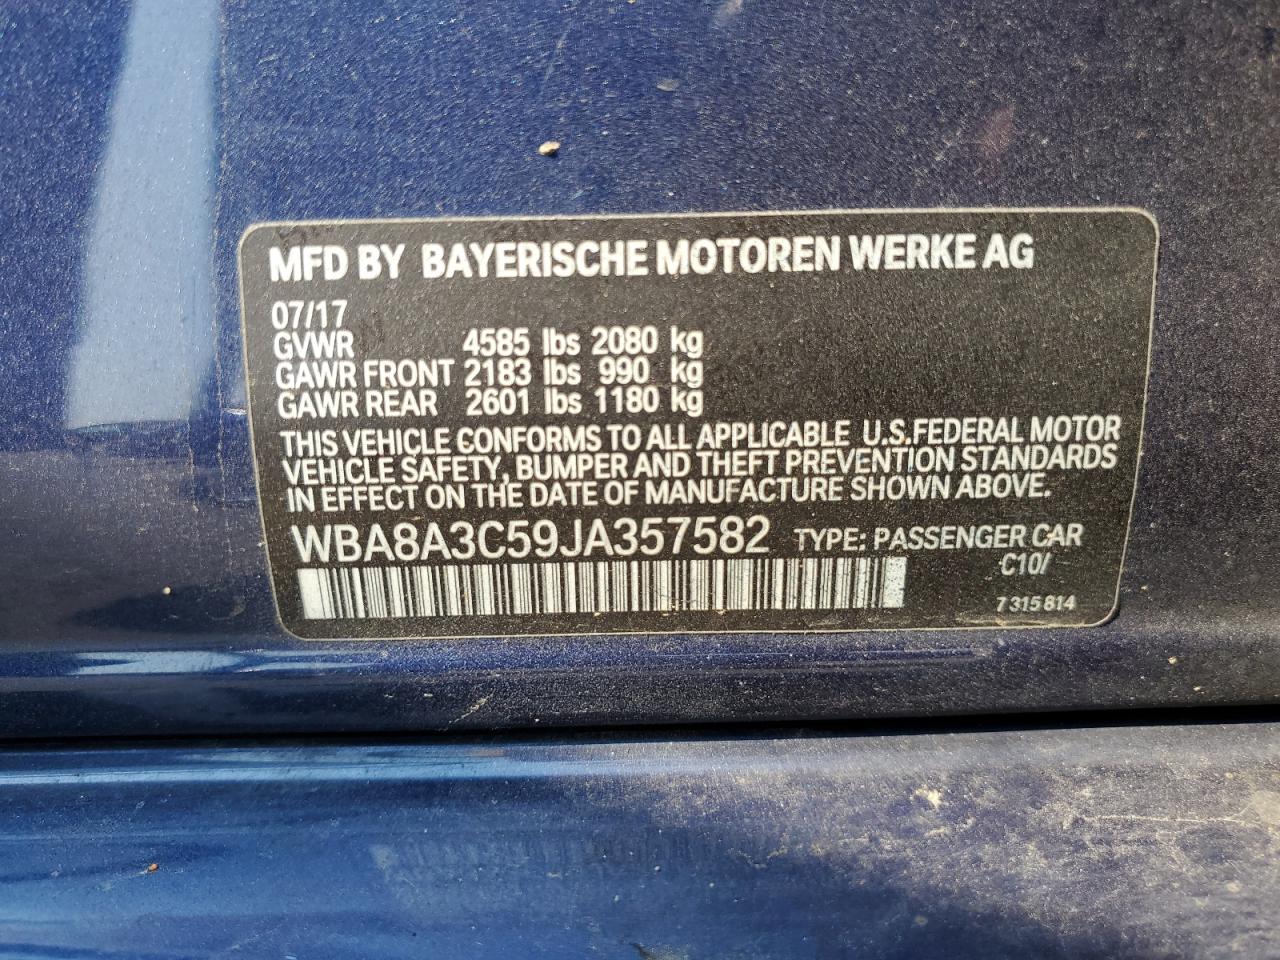 MFD BY BAYERISCHE MOTOREN WERKE AG
07/17
GVWR 4585 lbs 2080 kg
GAWR FRONT 2183 lbs 990 kg
GAWR REAR 2601 lbs 1180 kg
THIS VEHICLE CONFORMS TO ALL APPLICABLE U.S.FEDERAL MOTOR
VEHICLE SAFETY, BUMPER AND THEFT PREVENTION STANDARDS
IN EFFECT ON THE DATE OF MANUFACTURE SHOWN ABOVE.
WBA8A3C59JA357582 TYPE: PASSENGER CAR
C10/
7 315 814